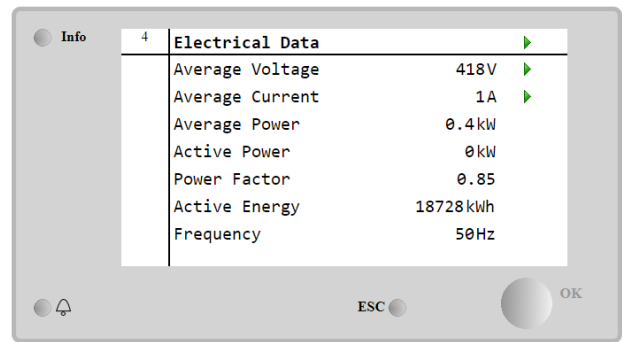 Info
4 Electrical Data
Average Voltage 418V
Average Current 1A
Average Power 0.4kW
Active Power 0kW
Power Factor 0.85
Active Energy 18728kWh
Frequency 50Hz
ESC
OK